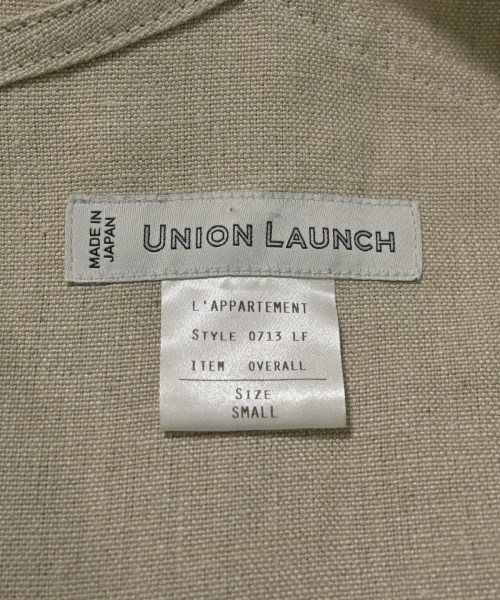 MADE IN
JAPAN
UNION LAUNCH
L'APPARTEMENT
STYLE 0713 LF
ITEM OVERALL
SIZE
SMALL